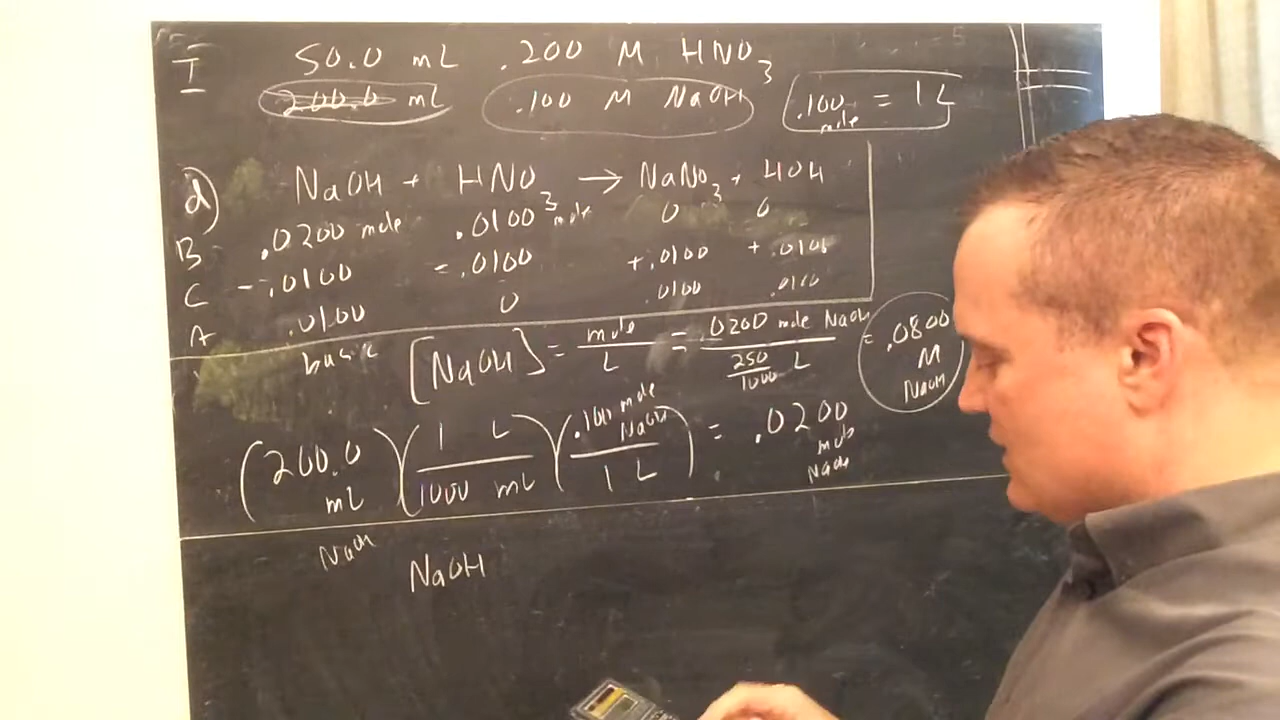 I 50.0 mL .200 M HNO3
200.0 mL .100 M NaOH .100 mole = 1 L
d) NaOH + HNO3 → NaNO3 + HOH
B .0200 mole .0100 mole 0 0
C -.0100 -.0100 +.0100 +.0100
A .0100 0 .0100 .0100
basic [NaOH] = mole / L = .0200 mole NaOH / 250/1000 L = .0800 M NaOH
(200.0 mL NaOH)(1 L / 1000 mL)(.100 mole NaOH / 1 L) = .0200 mole NaOH
NaOH